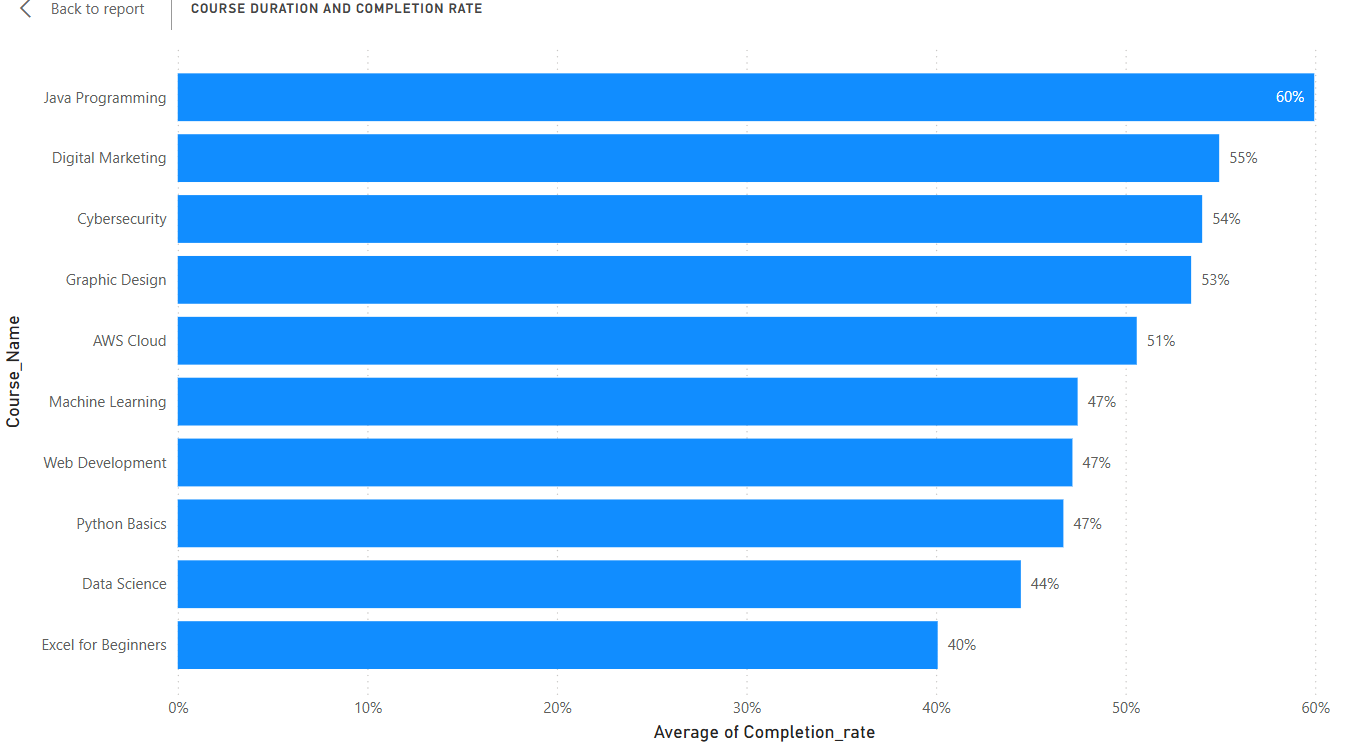 Back to report
COURSE DURATION AND COMPLETION RATE
Course_Name
Java Programming 60%
Digital Marketing 55%
Cybersecurity 54%
Graphic Design 53%
AWS Cloud 51%
Machine Learning 47%
Web Development 47%
Python Basics 47%
Data Science 44%
Excel for Beginners 40%
0% 10% 20% 30% 40% 50% 60%
Average of Completion_rate